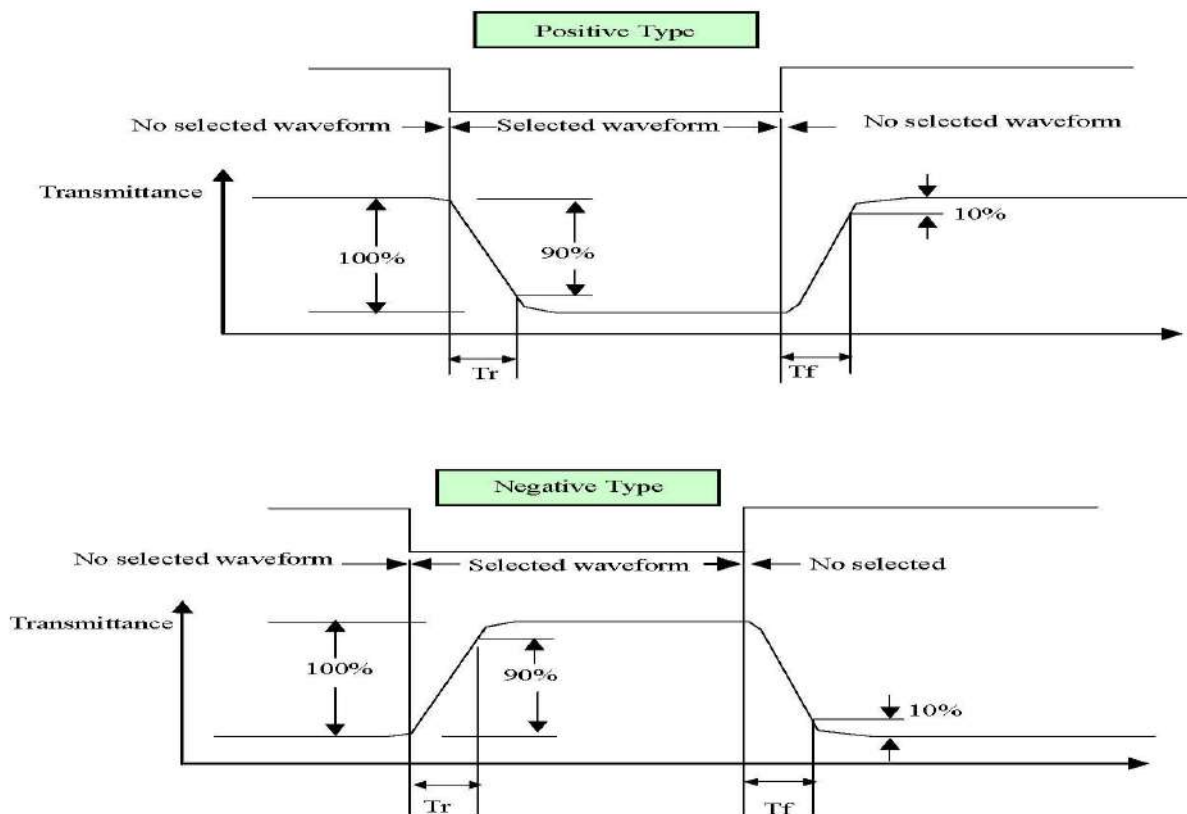 Positive Type
No selected waveform
Selected waveform
No selected waveform
Transmittance
100%
90%
10%
Tr
Tf
Negative Type
No selected waveform
Selected waveform
No selected
Transmittance
100%
90%
10%
Tr
Tf